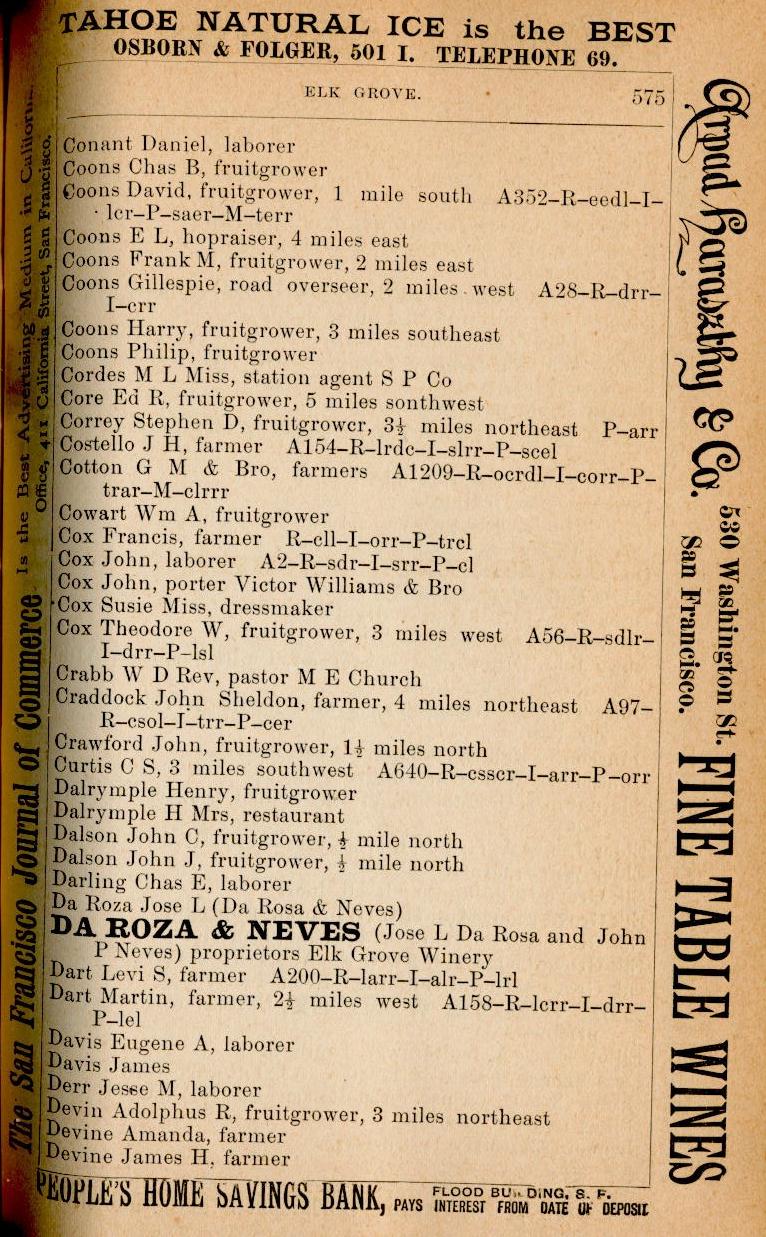 TAHOE NATURAL ICE is the BEST
OSBORN & FOLGER, 501 I. TELEPHONE 69.
ELK GROVE. 575
Conant Daniel, laborer
Coons Chas B, fruitgrower
Coons David, fruitgrower, 1 mile south A352–R–eedl–I–
lcr–P–saer–M–terr
Coons E L, hopraiser, 4 miles east
Coons Frank M, fruitgrower, 2 miles east
Coons Gillespie, road overseer, 2 miles west A28–R–drr–
I–crr
Coons Harry, fruitgrower, 3 miles southeast
Coons Philip, fruitgrower
Cordes M L Miss, station agent S P Co
Core Ed R, fruitgrower, 5 miles sonthwest
Correy Stephen D, fruitgrower, 3½ miles northeast P–arr
Costello J H, farmer A154–R–lrdc–I–slrr–P–scel
Cotton G M & Bro, farmers A1209–R–ocrdl–I–corr–P–
trar–M–clrrr
Cowart Wm A, fruitgrower
Cox Francis, farmer R–cll–I–orr–P–trcl
Cox John, laborer A2–R–sdr–I–srr–P–cl
Cox John, porter Victor Williams & Bro
Cox Susie Miss, dressmaker
Cox Theodore W, fruitgrower, 3 miles west A56–R–sdlr–
I–drr–P–lsl
Crabb W D Rev, pastor M E Church
Craddock John Sheldon, farmer, 4 miles northeast A97–
R–csol–I–trr–P–cer
Crawford John, fruitgrower, 1½ miles north
Curtis C S, 3 miles southwest A640–R–csscr–I–arr–P–orr
Dalrymple Henry, fruitgrower
Dalrymple H Mrs, restaurant
Dalson John C, fruitgrower, ½ mile north
Dalson John J, fruitgrower, ½ mile north
Darling Chas E, laborer
Da Roza Jose L (Da Rosa & Neves)
DA ROZA & NEVES (Jose L Da Rosa and John
P Neves) proprietors Elk Grove Winery
Dart Levi S, farmer A200–R–larr–I–alr–P–lrl
Dart Martin, farmer, 2½ miles west A158–R–lcrr–I–drr–
P–lel
Davis Eugene A, laborer
Davis James
Derr Jesse M, laborer
Devin Adolphus R, fruitgrower, 3 miles northeast
Devine Amanda, farmer
Devine James H, farmer
PEOPLE'S HOME SAVINGS BANK, PAYS INTEREST FROM DATE OF DEPOSIT
FLOOD BUILDING, S. F.
The San Francisco Journal of Commerce Is the Best Advertising Medium in California.
Office, 411 California Street, San Francisco.
Arpad Haraszthy & Co. 530 Washington St. FINE TABLE WINES
San Francisco.